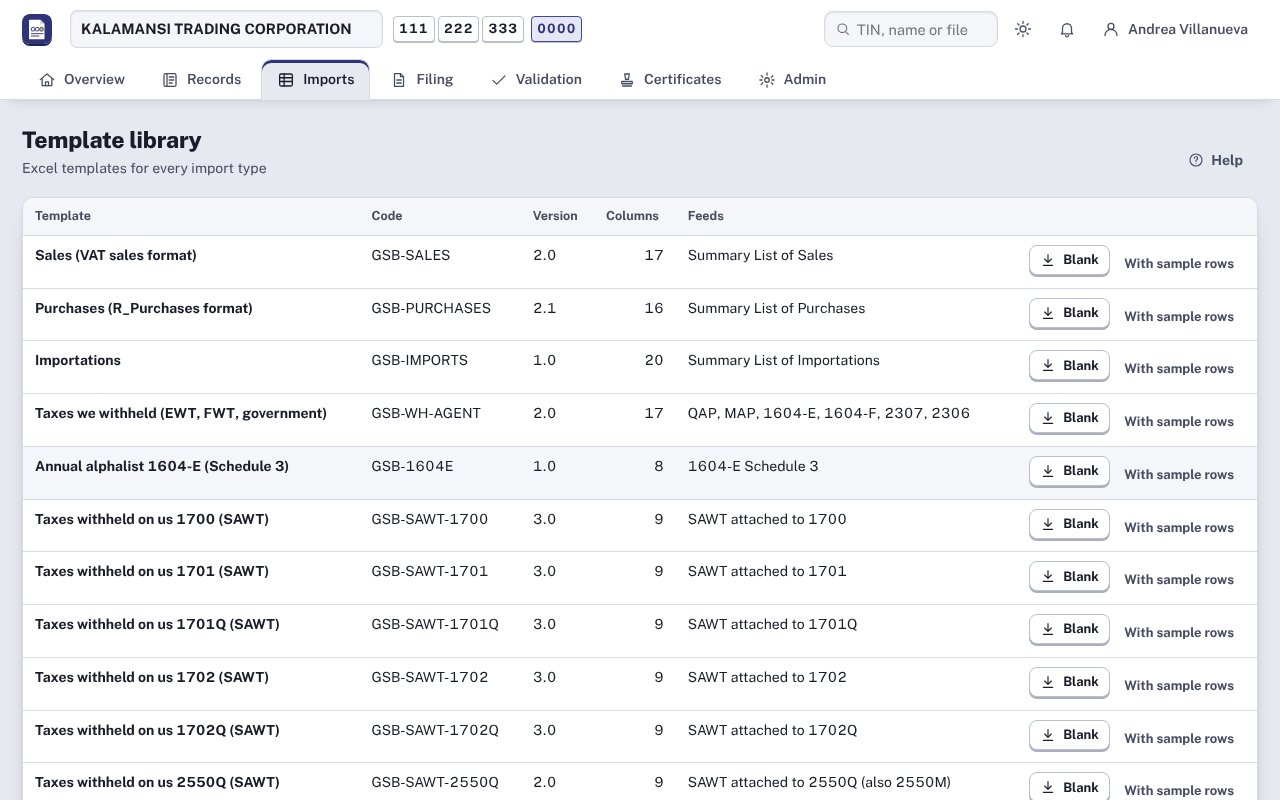 KALAMANSI TRADING CORPORATION 111 222 333 0000 TIN, name or file Andrea Villanueva
Overview Records Imports Filing Validation Certificates Admin
Template library
Excel templates for every import type
Help
Template Code Version Columns Feeds
Sales (VAT sales format) GSB-SALES 2.0 17 Summary List of Sales Blank With sample rows
Purchases (R_Purchases format) GSB-PURCHASES 2.1 16 Summary List of Purchases Blank With sample rows
Importations GSB-IMPORTS 1.0 20 Summary List of Importations Blank With sample rows
Taxes we withheld (EWT, FWT, government) GSB-WH-AGENT 2.0 17 QAP, MAP, 1604-E, 1604-F, 2307, 2306 Blank With sample rows
Annual alphalist 1604-E (Schedule 3) GSB-1604E 1.0 8 1604-E Schedule 3 Blank With sample rows
Taxes withheld on us 1700 (SAWT) GSB-SAWT-1700 3.0 9 SAWT attached to 1700 Blank With sample rows
Taxes withheld on us 1701 (SAWT) GSB-SAWT-1701 3.0 9 SAWT attached to 1701 Blank With sample rows
Taxes withheld on us 1701Q (SAWT) GSB-SAWT-1701Q 3.0 9 SAWT attached to 1701Q Blank With sample rows
Taxes withheld on us 1702 (SAWT) GSB-SAWT-1702 3.0 9 SAWT attached to 1702 Blank With sample rows
Taxes withheld on us 1702Q (SAWT) GSB-SAWT-1702Q 3.0 9 SAWT attached to 1702Q Blank With sample rows
Taxes withheld on us 2550Q (SAWT) GSB-SAWT-2550Q 2.0 9 SAWT attached to 2550Q (also 2550M) Blank With sample rows